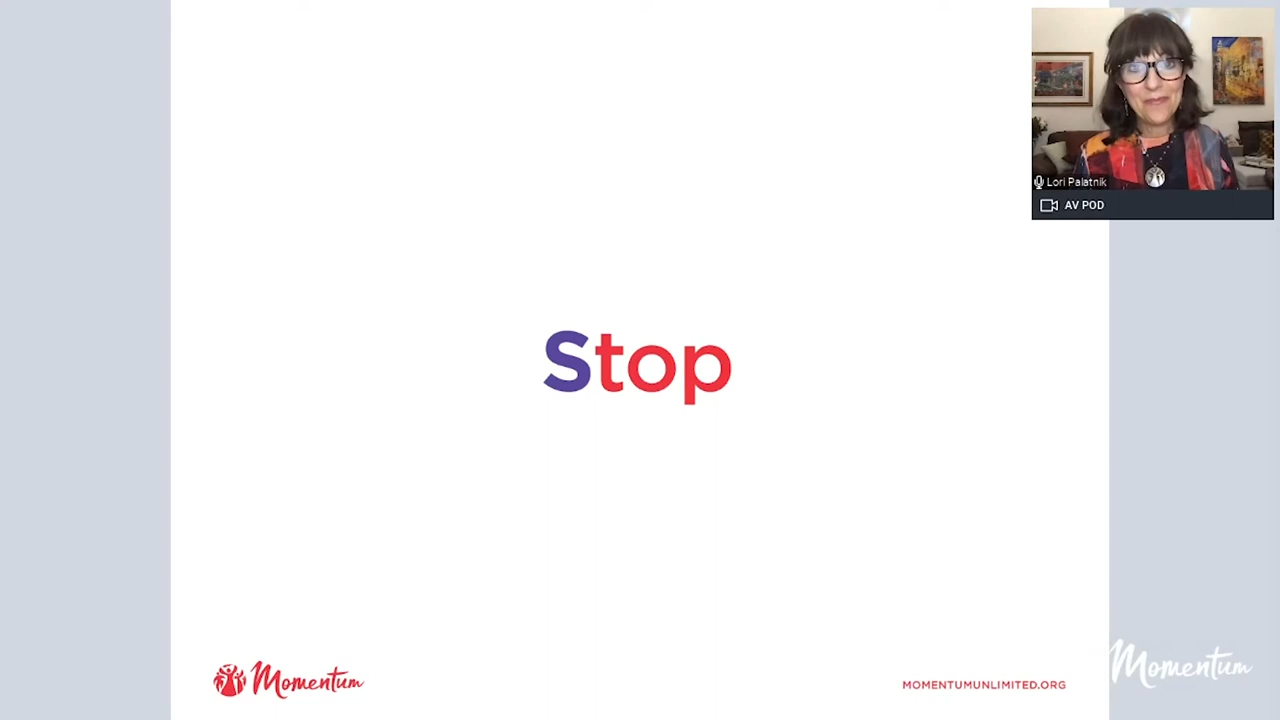 Lori Palatnik
AV POD
Stop
Momentum
MOMENTUMUNLIMITED.ORG
Momentum